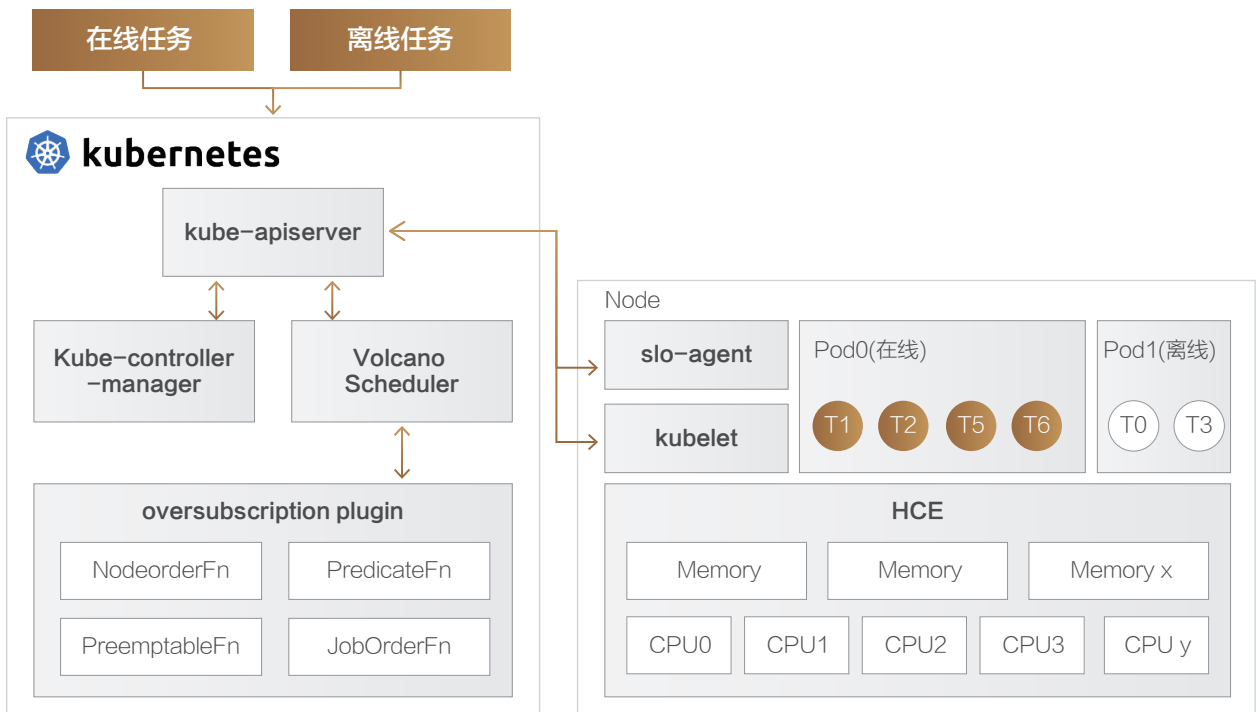 在线任务
离线任务
kubernetes
kube-apiserver
Kube-controller
-manager
Volcano
Scheduler
oversubscription plugin
NodeorderFn
PredicateFn
PreemptableFn
JobOrderFn
Node
slo-agent
kubelet
Pod0(在线)
T1
T2
T5
T6
Pod1(离线)
T0
T3
HCE
Memory
Memory
Memory x
CPU0
CPU1
CPU2
CPU3
CPU y